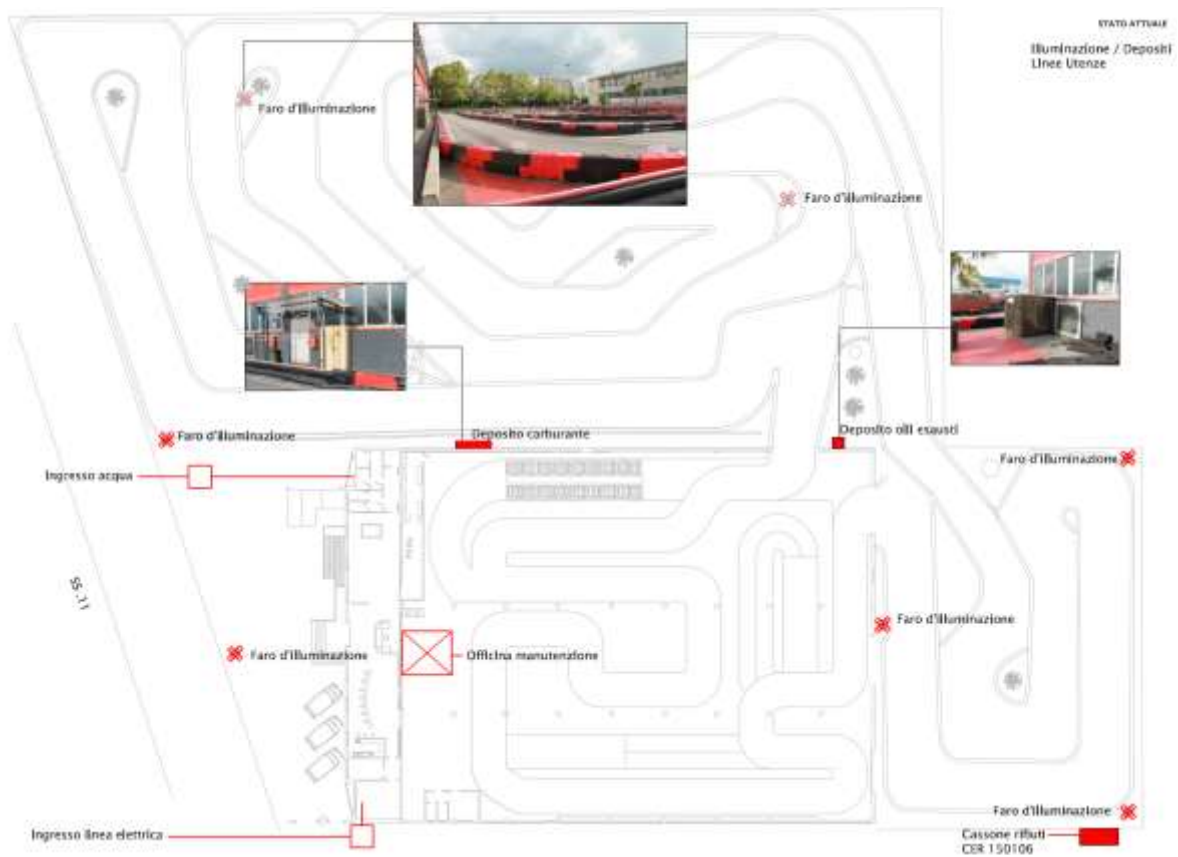 STATO ATTUALE
Illuminazione / Depositi
Linee Utenze
Faro d'illuminazione
Faro d'illuminazione
Faro d'illuminazione
Deposito carburante
Deposito olii esausti
Faro d'illuminazione
Ingresso acqua
SS.11
Faro d'illuminazione
Faro d'illuminazione
Officina manutenzione
Faro d'illuminazione
Ingresso linea elettrica
Cassone rifiuti
CER 150106